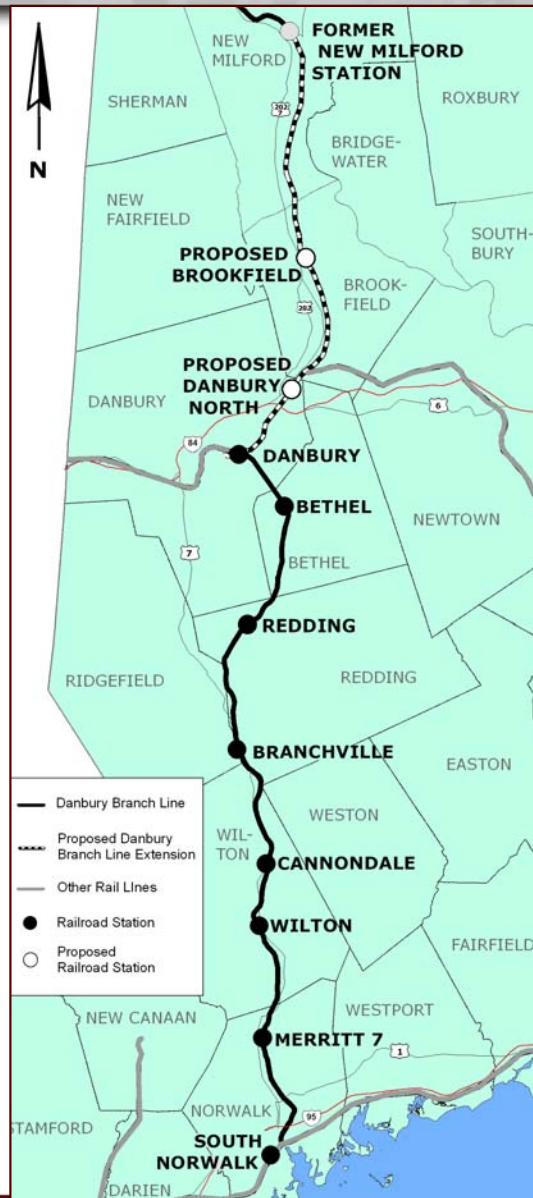 FORMER
NEW MILFORD
STATION
NEW
MILFORD
SHERMAN
ROXBURY
202
7
BRIDGE-
WATER
N
NEW
FAIRFIELD
SOUTH-
BURY
PROPOSED
BROOKFIELD
BROOK-
FIELD
202
PROPOSED
DANBURY
NORTH
DANBURY
6
84
DANBURY
BETHEL
NEWTOWN
7
BETHEL
REDDING
RIDGEFIELD
REDDING
BRANCHVILLE
EASTON
Danbury Branch Line
Proposed Danbury
Branch Line Extension
Other Rail LInes
Railroad Station
Proposed
Railroad Station
WESTON
WIL-
TON
CANNONDALE
WILTON
FAIRFIELD
WESTPORT
NEW CANAAN
MERRITT 7
1
NORWALK
95
STAMFORD
SOUTH
NORWALK
DARIEN